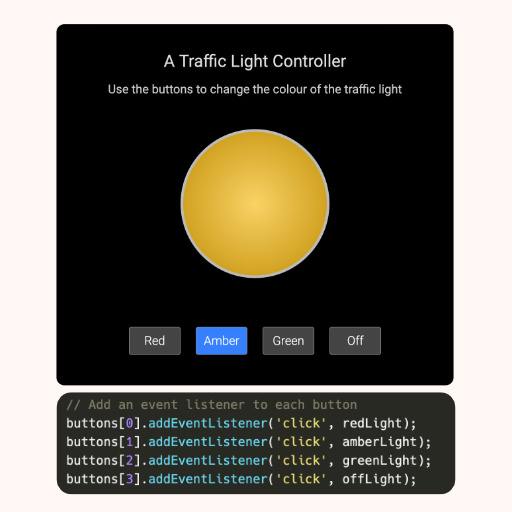 A Traffic Light Controller
Use the buttons to change the colour of the traffic light
Red Amber Green Off
// Add an event listener to each button
buttons[0].addEventListener('click', redLight);
buttons[1].addEventListener('click', amberLight);
buttons[2].addEventListener('click', greenLight);
buttons[3].addEventListener('click', offLight);